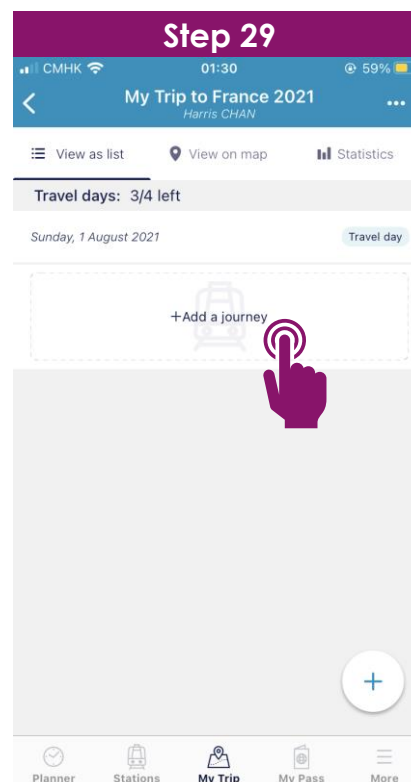 Step 29
CMHK 01:30 59%
My Trip to France 2021
Harris CHAN
View as list View on map Statistics
Travel days: 3/4 left
Sunday, 1 August 2021 Travel day
+Add a journey
+
Planner Stations My Trip My Pass More